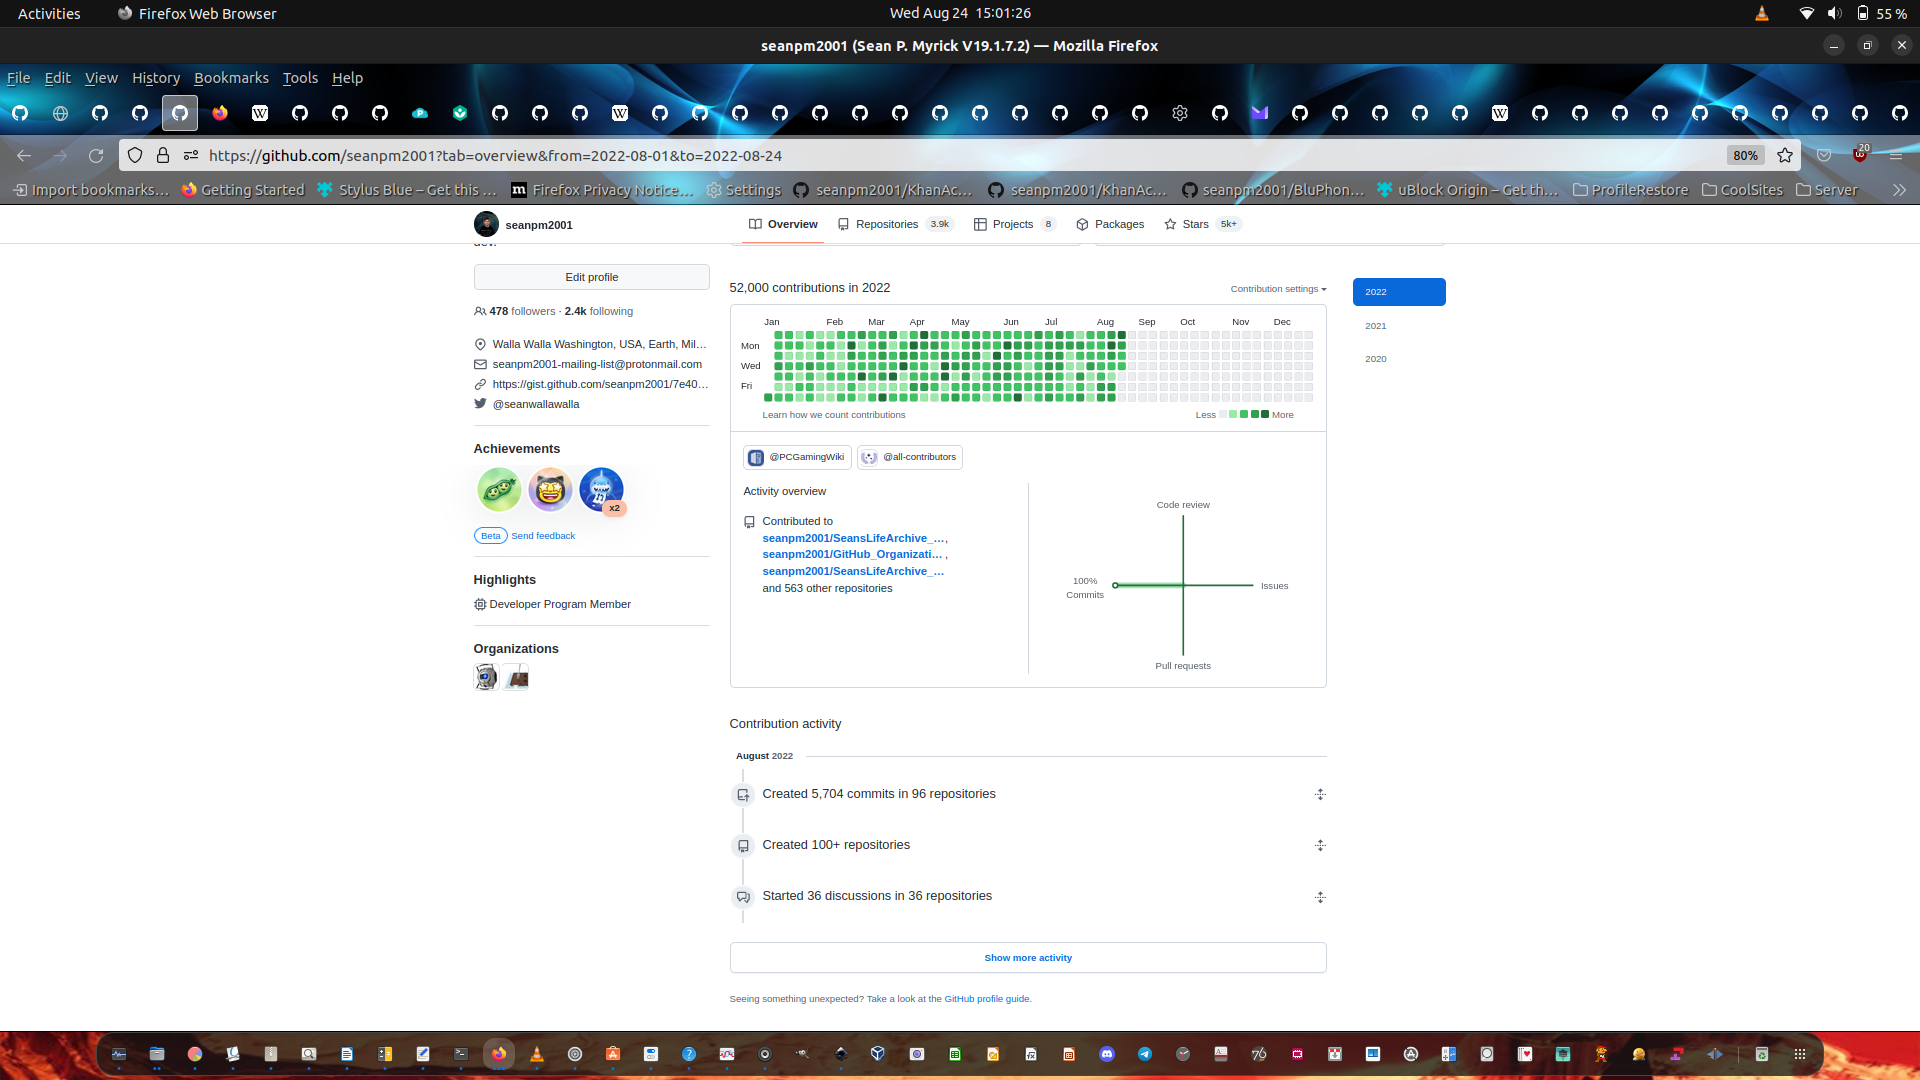 Activities Firefox Web Browser Wed Aug 24 15:01:26 55 %
seanpm2001 (Sean P. Myrick V19.1.7.2) — Mozilla Firefox
File Edit View History Bookmarks Tools Help
https://github.com/seanpm2001?tab=overview&from=2022-08-01&to=2022-08-24 80% 20
Import bookmarks… Getting Started Stylus Blue – Get this … Firefox Privacy Notice… Settings seanpm2001/KhanAc… seanpm2001/KhanAc… seanpm2001/BluPhon… uBlock Origin – Get th… ProfileRestore CoolSites Server
seanpm2001 Overview Repositories 3.9k Projects 8 Packages Stars 5k+
dev.
Edit profile
478 followers · 2.4k following
Walla Walla Washington, USA, Earth, Mil…
seanpm2001-mailing-list@protonmail.com
https://gist.github.com/seanpm2001/7e40…
@seanwallawalla
Achievements
x2
Beta Send feedback
Highlights
Developer Program Member
Organizations
52,000 contributions in 2022 Contribution settings
Jan Feb Mar Apr May Jun Jul Aug Sep Oct Nov Dec
Mon
Wed
Fri
Learn how we count contributions Less More
@PCGamingWiki @all-contributors
Activity overview
Contributed to
seanpm2001/SeansLifeArchive_…,
seanpm2001/GitHub_Organizati… ,
seanpm2001/SeansLifeArchive_…
and 563 other repositories
Code review
100%
Commits
Issues
Pull requests
2022
2021
2020
Contribution activity
August 2022
Created 5,704 commits in 96 repositories
Created 100+ repositories
Started 36 discussions in 36 repositories
Show more activity
Seeing something unexpected? Take a look at the GitHub profile guide.